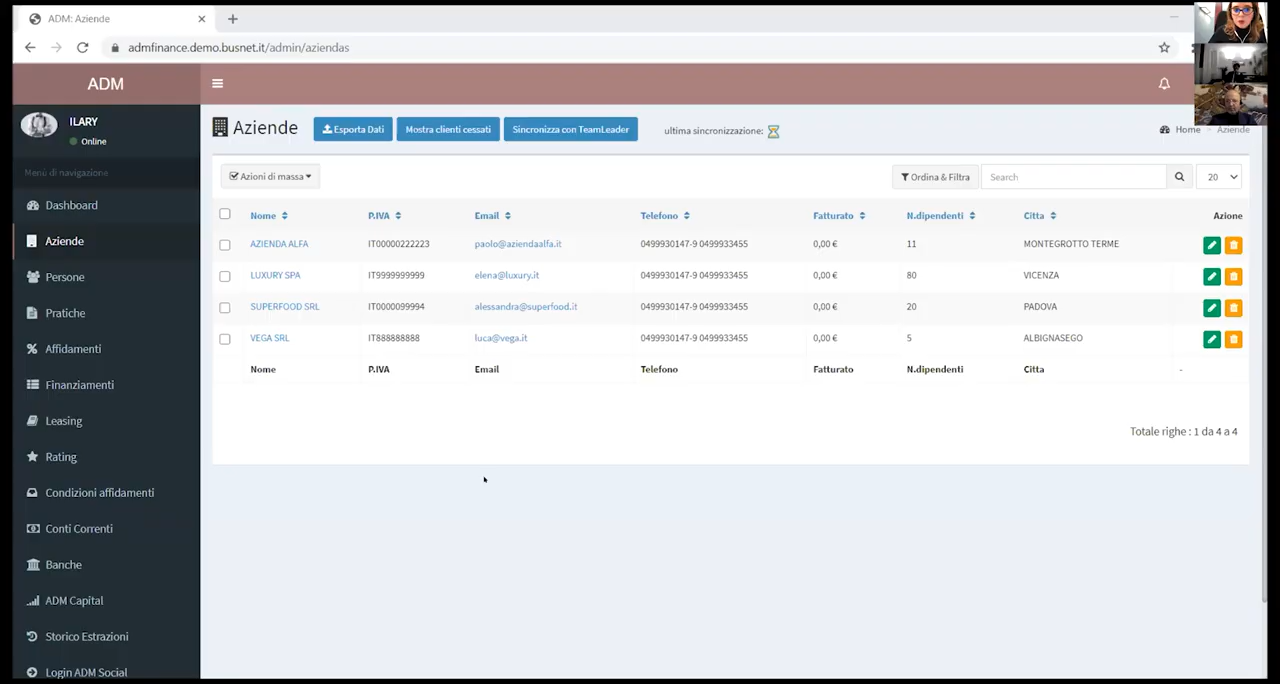 ADM: Aziende
admfinance.demo.busnet.it/admin/aziendas
ADM
ILARY
Online
Menù di navigazione
Dashboard
Aziende
Persone
Pratiche
Affidamenti
Finanziamenti
Leasing
Rating
Condizioni affidamenti
Conti Correnti
Banche
ADM Capital
Storico Estrazioni
Login ADM Social
Aziende Esporta Dati Mostra clienti cessati Sincronizza con TeamLeader ultima sincronizzazione:
Home Aziende
Azioni di massa Ordina & Filtra Search 20
Nome P.IVA Email Telefono Fatturato N.dipendenti Citta Azione
AZIENDA ALFA IT00000222223 paolo@aziendaalfa.it 0499930147-9 0499933455 0,00 € 11 MONTEGROTTO TERME
LUXURY SPA IT9999999999 elena@luxury.it 0499930147-9 0499933455 0,00 € 80 VICENZA
SUPERFOOD SRL IT0000099994 alessandra@superfood.it 0499930147-9 0499933455 0,00 € 20 PADOVA
VEGA SRL IT888888888 luca@vega.it 0499930147-9 0499933455 0,00 € 5 ALBIGNASEGO
Nome P.IVA Email Telefono Fatturato N.dipendenti Citta -
Totale righe : 1 da 4 a 4